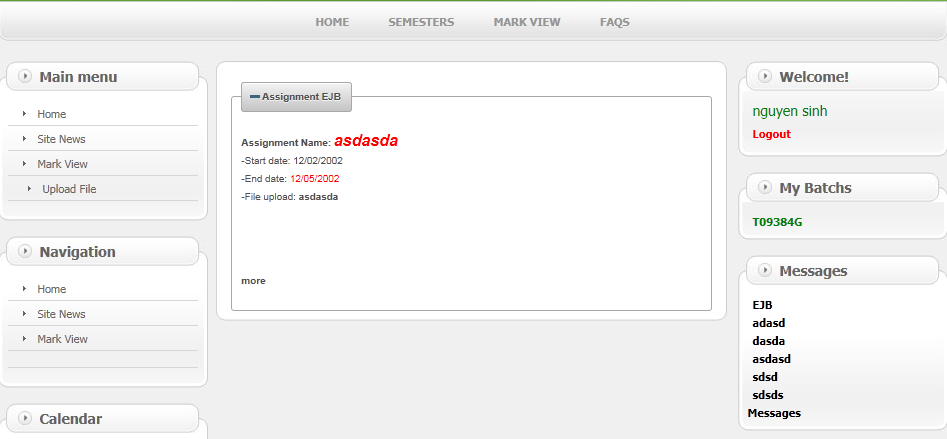 HOME SEMESTERS MARK VIEW FAQS
Main menu
Home
Site News
Mark View
Upload File
Navigation
Home
Site News
Mark View
Calendar
Assignment EJB
Assignment Name: asdasda
-Start date: 12/02/2002
-End date: 12/05/2002
-File upload: asdasda
more
Welcome!
nguyen sinh
Logout
My Batchs
T09384G
Messages
EJB
adasd
dasda
asdasd
sdsd
sdsds
Messages